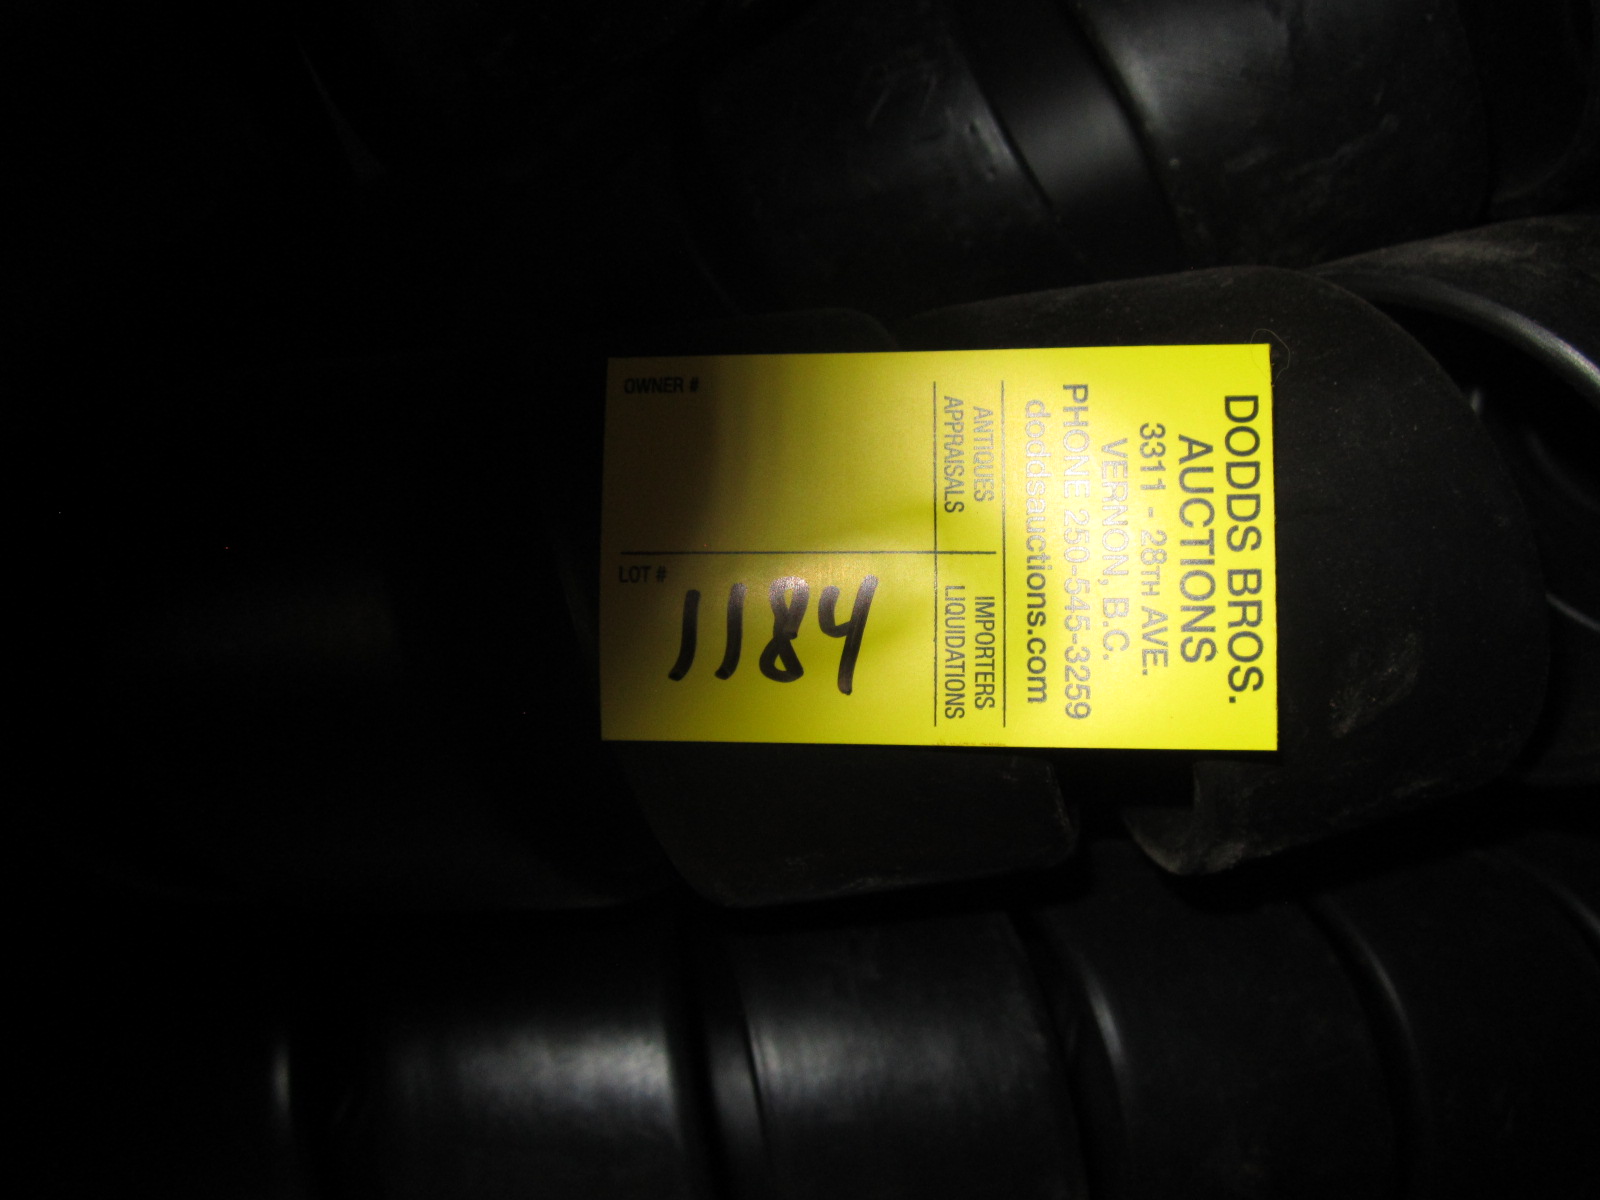 DODDS BROS.
AUCTIONS
3311 - 28TH AVE.
VERNON, B.C.
PHONE 250-545-3259
doddsauctions.com
ANTIQUES IMPORTERS
APPRAISALS LIQUIDATIONS
OWNER #
LOT #
1184